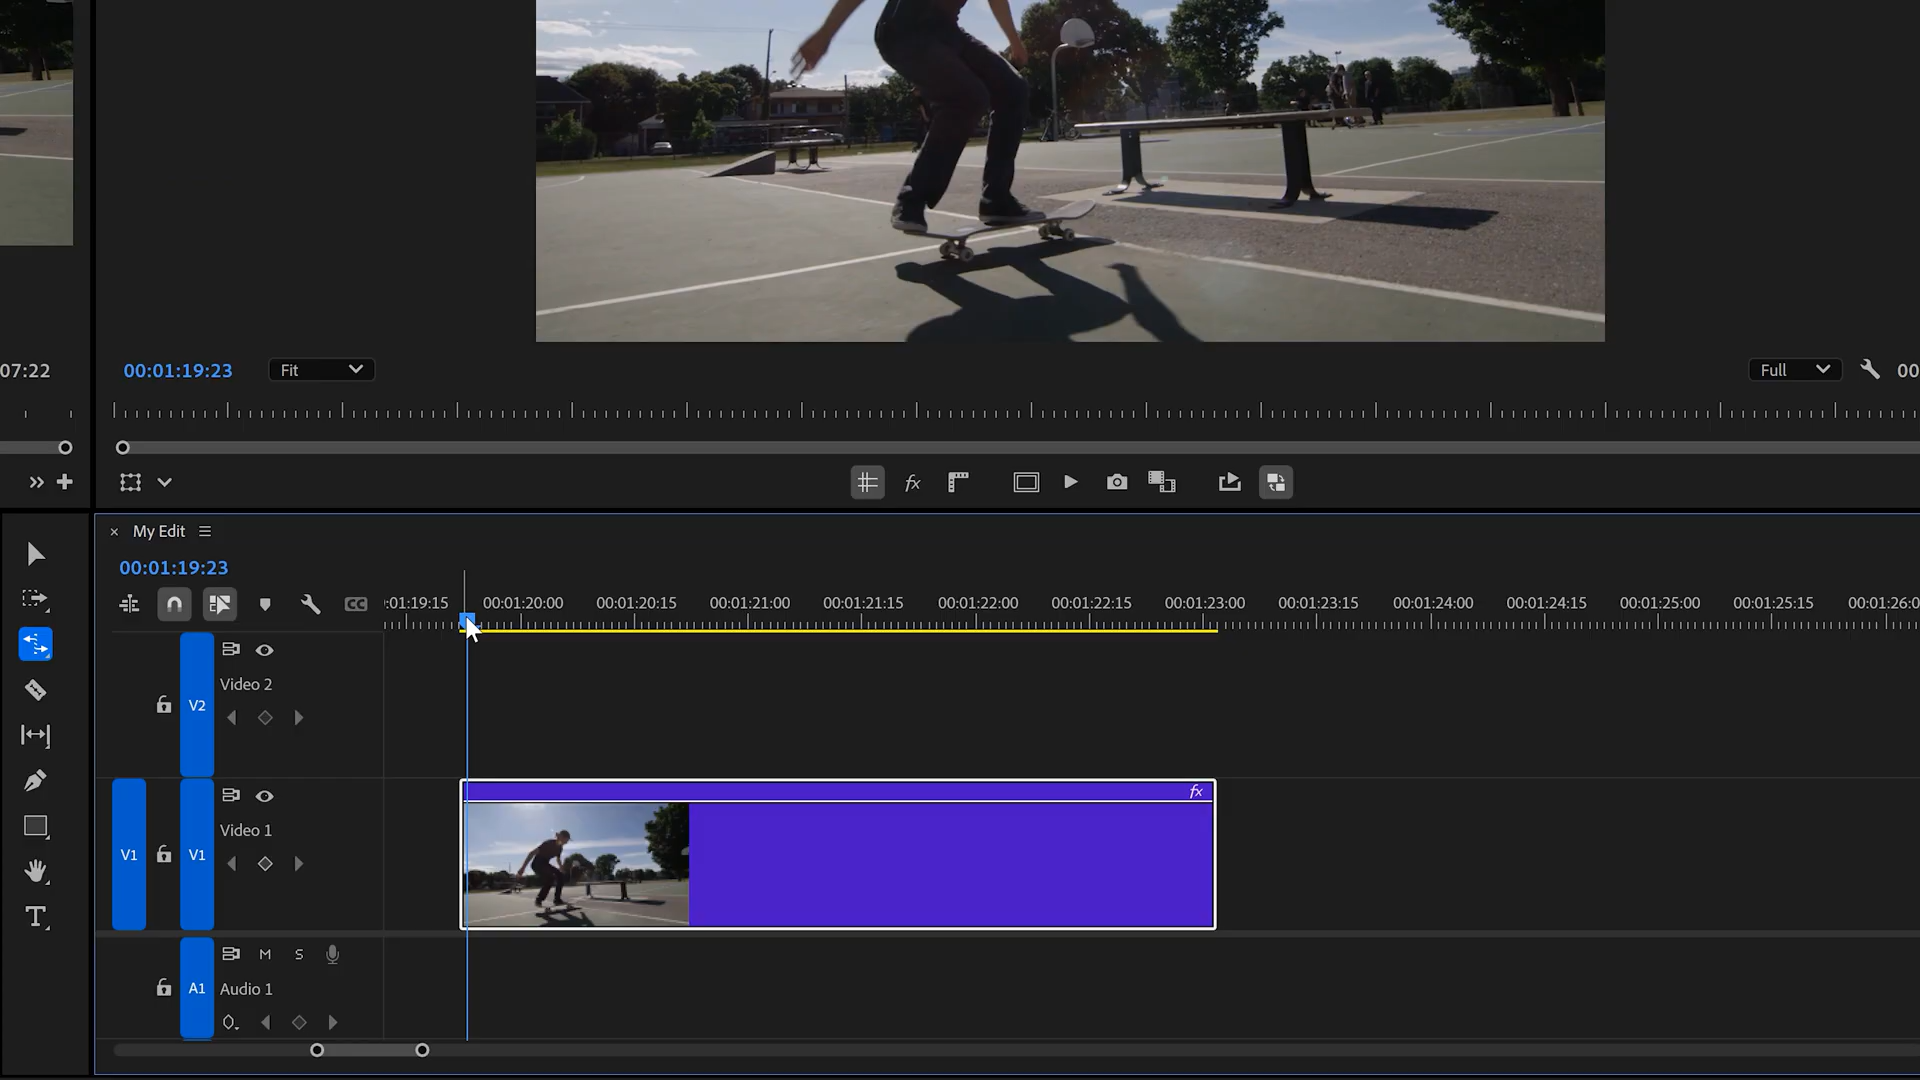 07:22
00:01:19:23
Fit
Full
00
fx
× My Edit
00:01:19:23
CC
:01:19:15 00:01:20:00 00:01:20:15 00:01:21:00 00:01:21:15 00:01:22:00 00:01:22:15 00:01:23:00 00:01:23:15 00:01:24:00 00:01:24:15 00:01:25:00 00:01:25:15 00:01:26:0
V2
Video 2
fx
V1
V1
Video 1
M S
A1
Audio 1
T